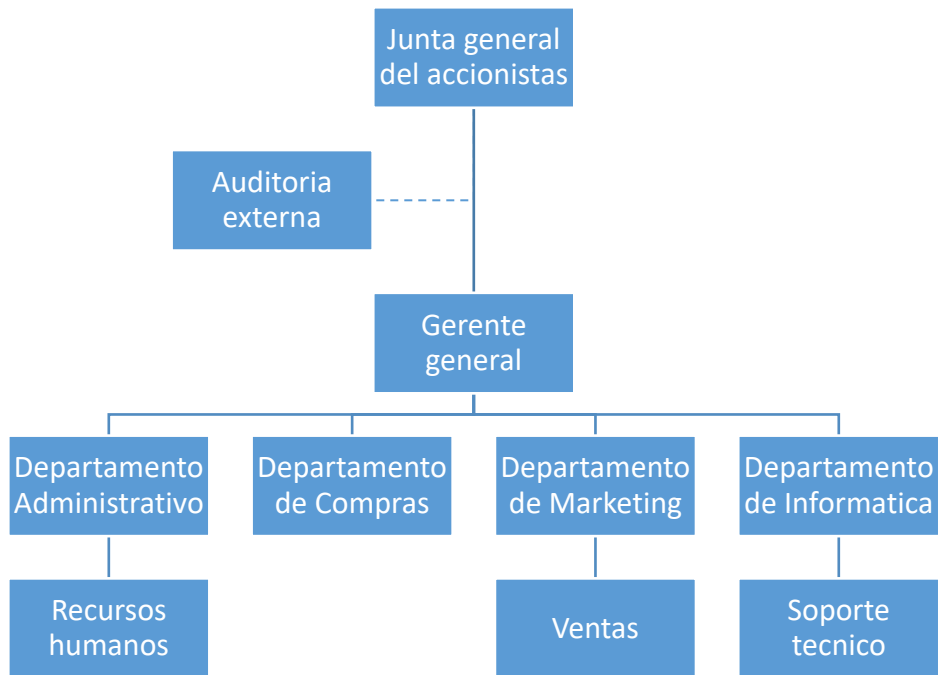 Junta general
del accionistas
Auditoria
externa
Gerente
general
Departamento
Administrativo
Departamento
de Compras
Departamento
de Marketing
Departamento
de Informatica
Recursos
humanos
Ventas
Soporte
tecnico